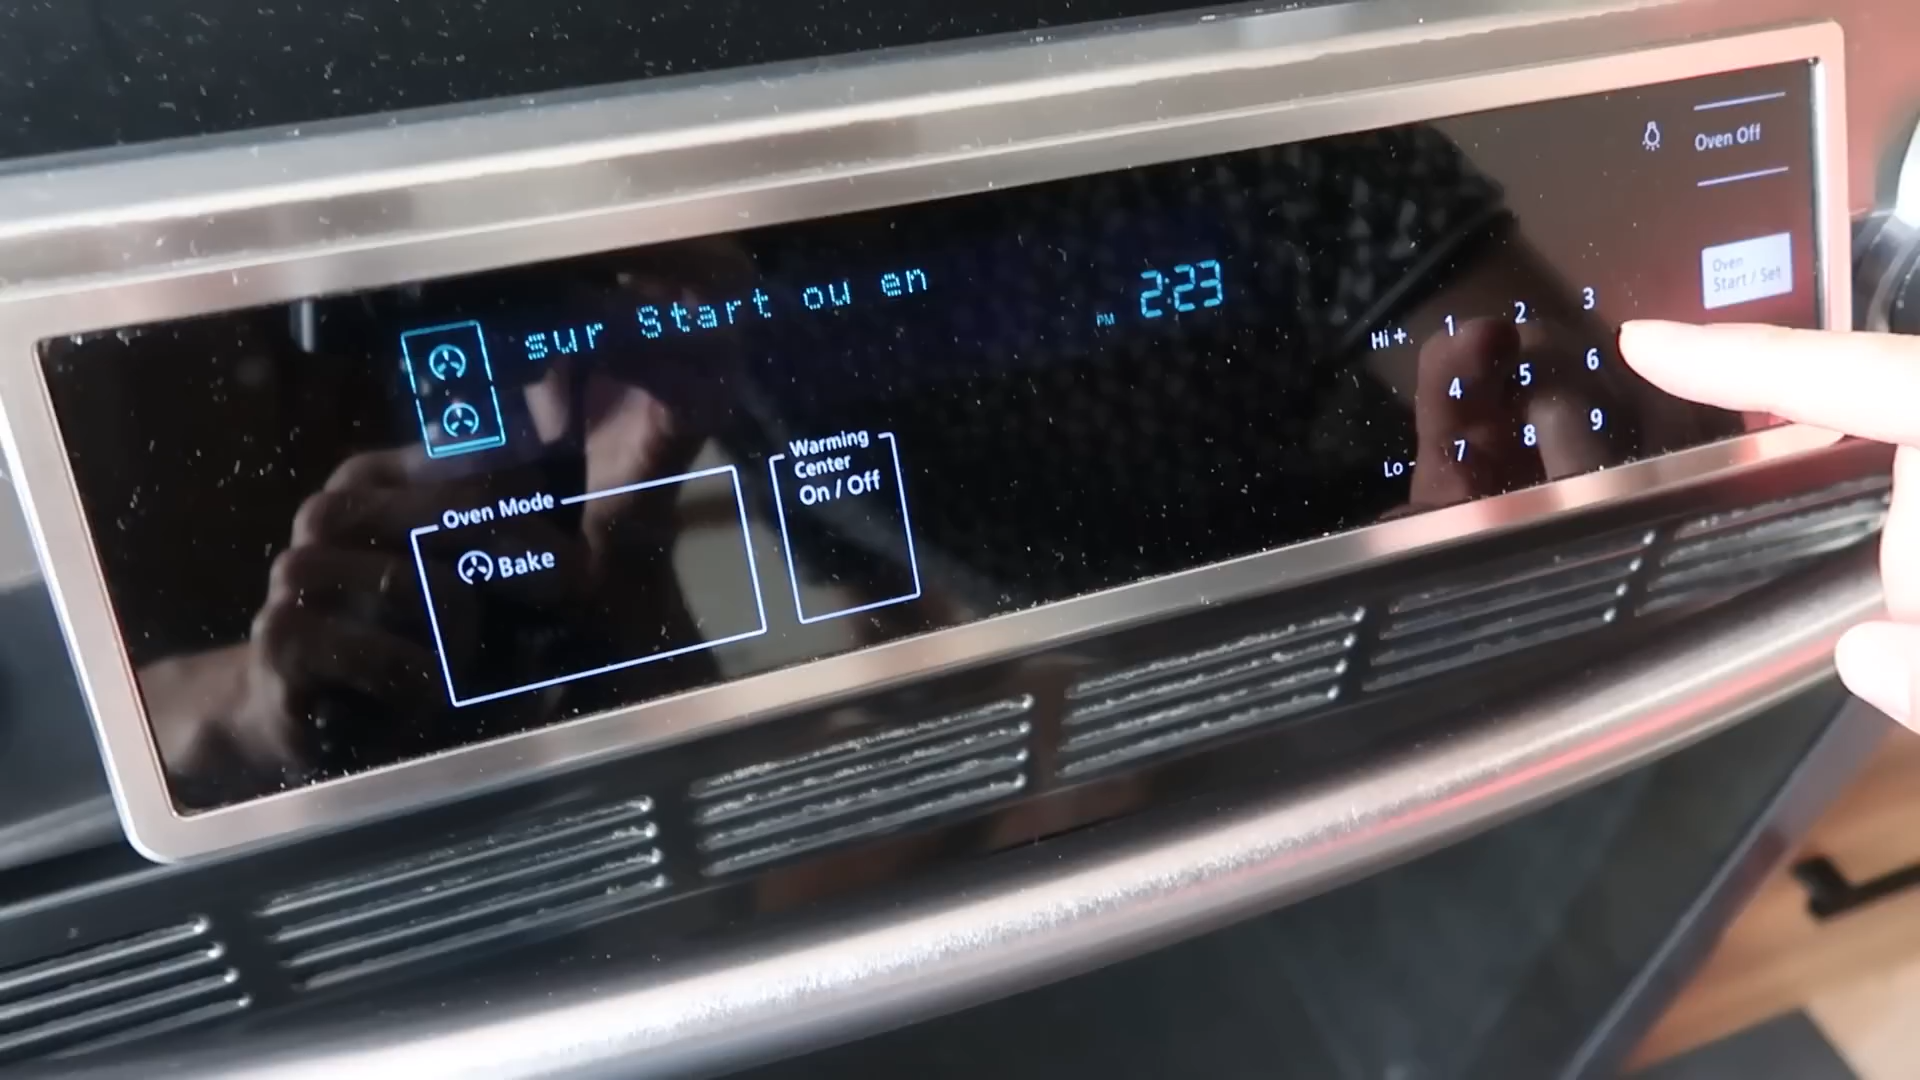 Oven Off
sur Start ou en
PM 2:23
Oven
Start / Set
Hi + 1 2 3
4 5 6
Lo - 7 8 9
Oven Mode
Bake
Warming
Center
On / Off